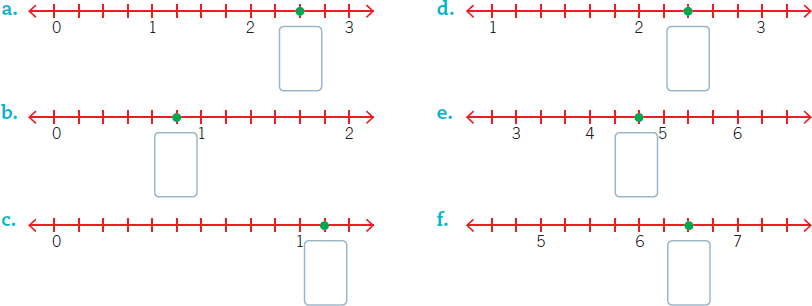 a. 0 1 2 3
d. 1 2 3
b. 0 1 2
e. 3 4 5 6
c. 0 1
f. 5 6 7